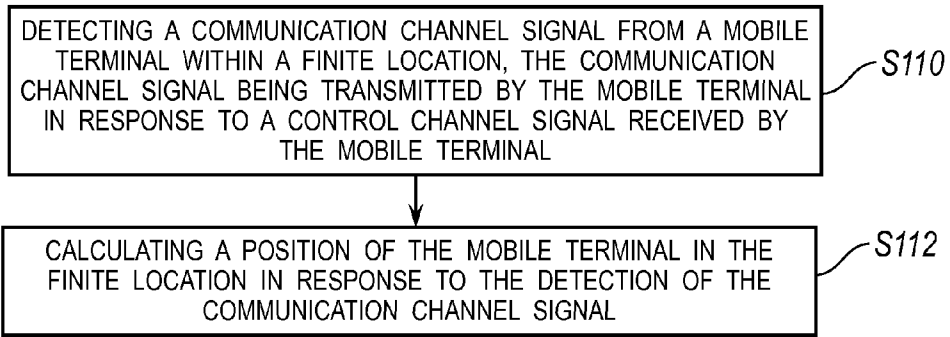 DETECTING A COMMUNICATION CHANNEL SIGNAL FROM A MOBILE
TERMINAL WITHIN A FINITE LOCATION, THE COMMUNICATION
CHANNEL SIGNAL BEING TRANSMITTED BY THE MOBILE TERMINAL
IN RESPONSE TO A CONTROL CHANNEL SIGNAL RECEIVED BY
THE MOBILE TERMINAL
S110
CALCULATING A POSITION OF THE MOBILE TERMINAL IN THE
FINITE LOCATION IN RESPONSE TO THE DETECTION OF THE
COMMUNICATION CHANNEL SIGNAL
S112